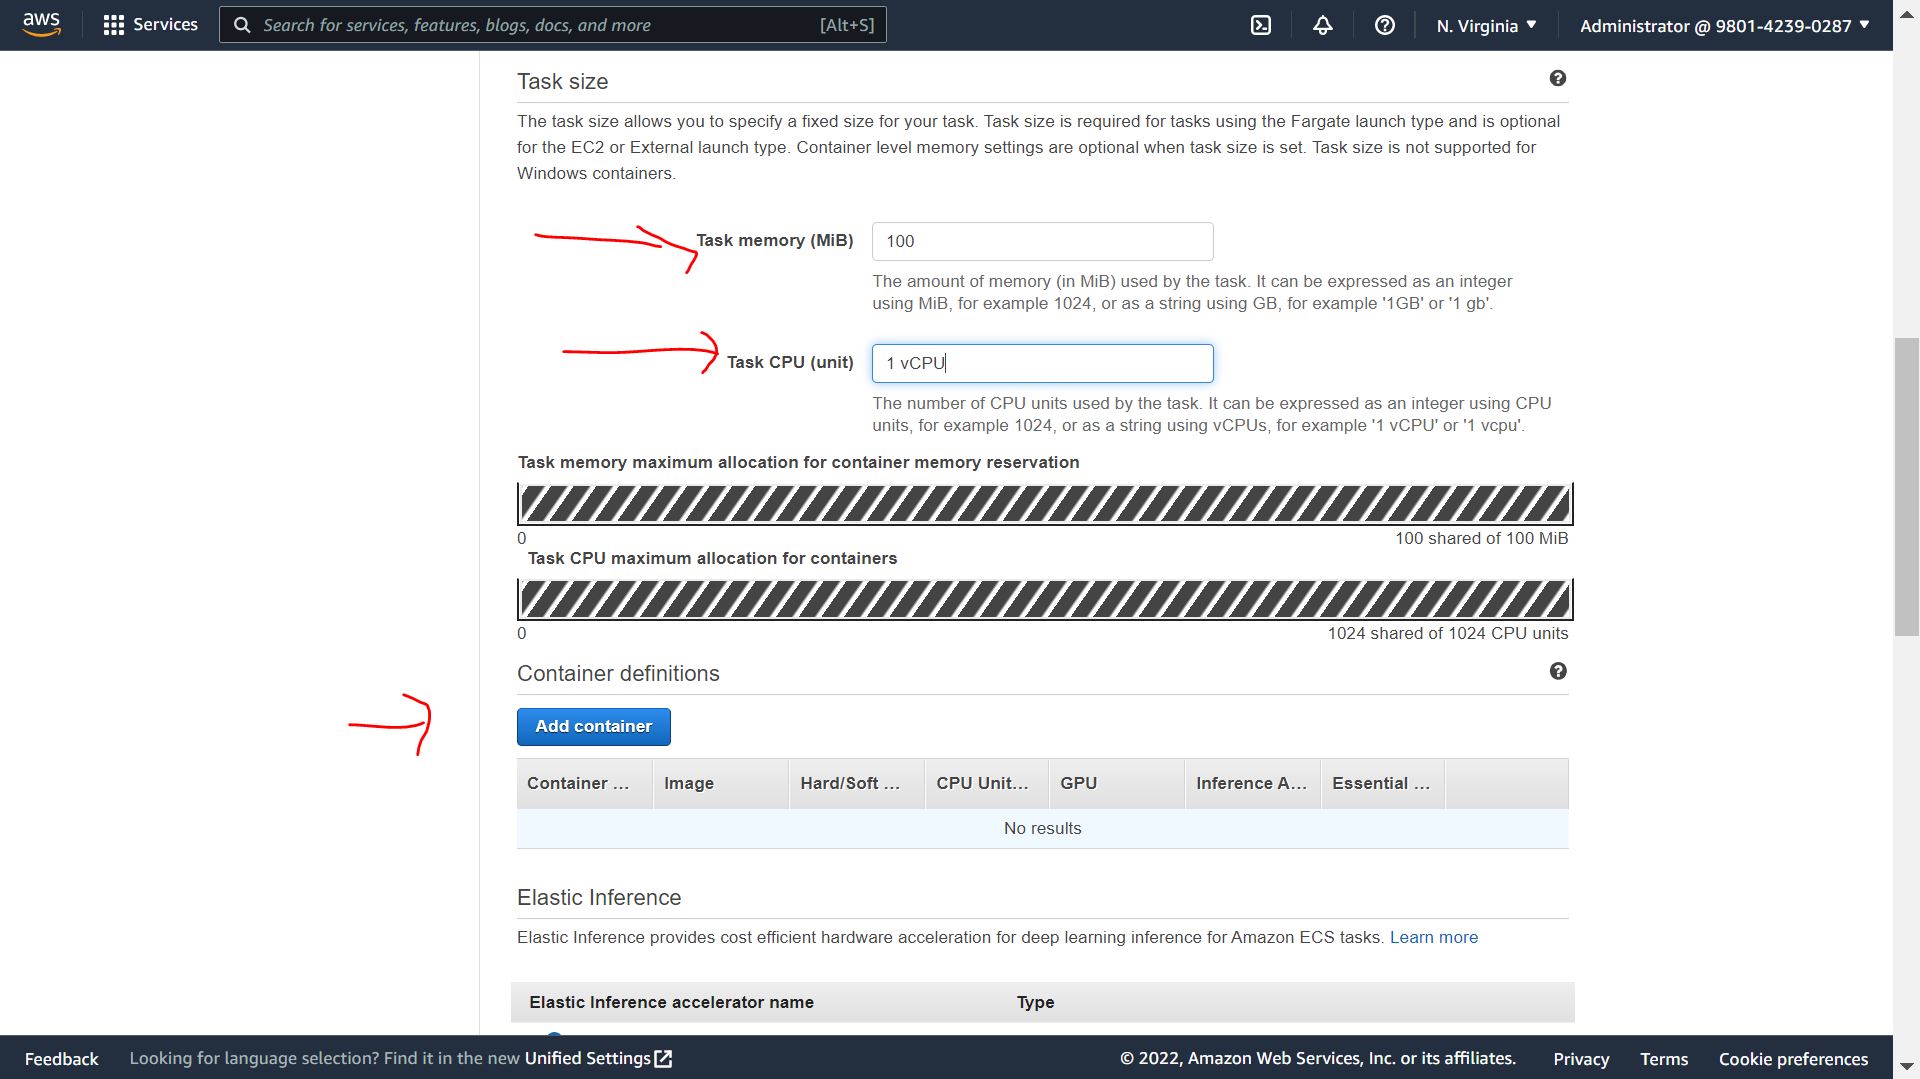 aws
Services
Search for services, features, blogs, docs, and more [Alt+S]
N. Virginia
Administrator @ 9801-4239-0287
Task size
The task size allows you to specify a fixed size for your task. Task size is required for tasks using the Fargate launch type and is optional
for the EC2 or External launch type. Container level memory settings are optional when task size is set. Task size is not supported for
Windows containers.
Task memory (MiB) 100
The amount of memory (in MiB) used by the task. It can be expressed as an integer
using MiB, for example 1024, or as a string using GB, for example '1GB' or '1 gb'.
Task CPU (unit) 1 vCPU
The number of CPU units used by the task. It can be expressed as an integer using CPU
units, for example 1024, or as a string using vCPUs, for example '1 vCPU' or '1 vcpu'.
Task memory maximum allocation for container memory reservation
0 100 shared of 100 MiB
Task CPU maximum allocation for containers
0 1024 shared of 1024 CPU units
Container definitions
Add container
Container ... Image Hard/Soft ... CPU Unit... GPU Inference A... Essential ...
No results
Elastic Inference
Elastic Inference provides cost efficient hardware acceleration for deep learning inference for Amazon ECS tasks. Learn more
Elastic Inference accelerator name Type
Feedback Looking for language selection? Find it in the new Unified Settings © 2022, Amazon Web Services, Inc. or its affiliates. Privacy Terms Cookie preferences